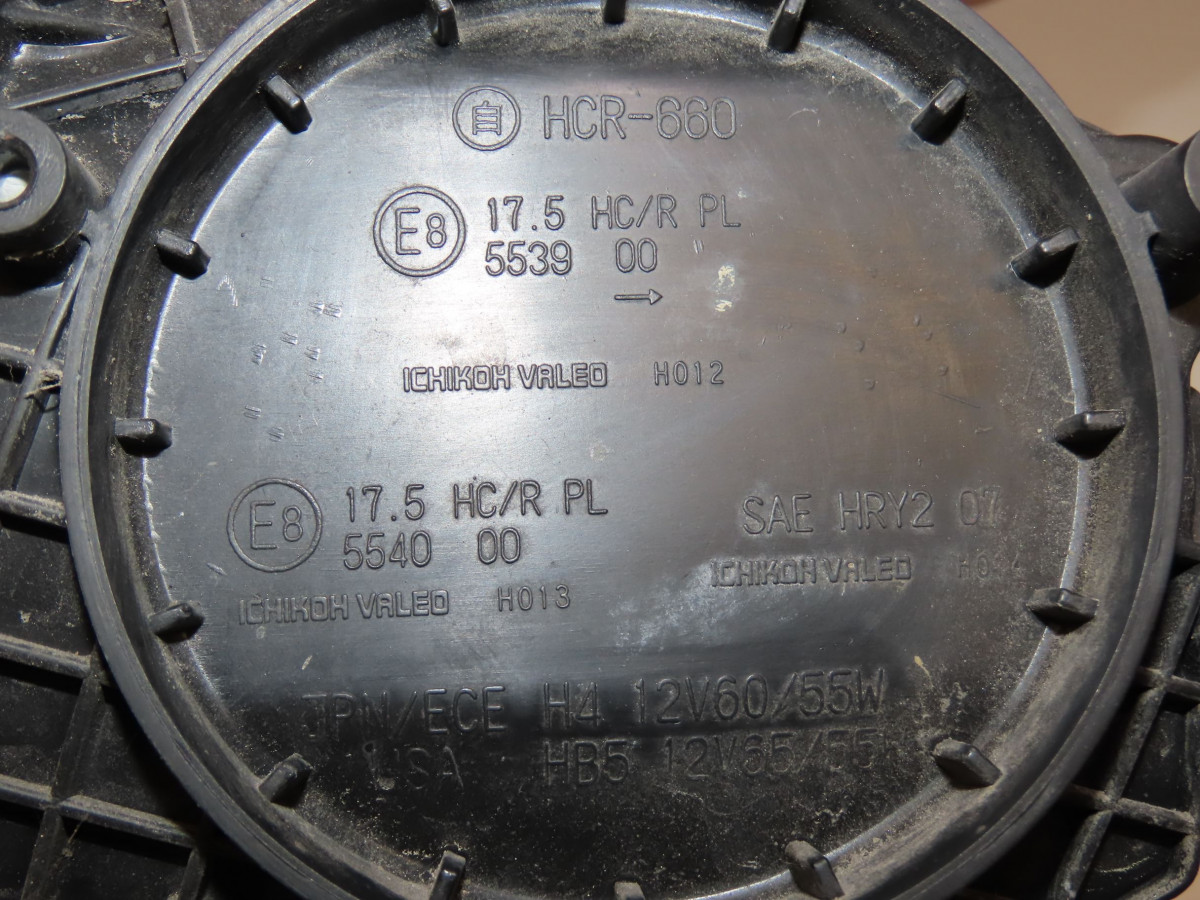 自 HCR-660
E8 17.5 HC/R PL
5539 00
→
ICHIKOH VALEO H012
E8 17.5 HC/R PL
5540 00
ICHIKOH VALEO H013
SAE HRY2 07
ICHIKOH VALEO
JPN/ECE H4 12V60/55W
USA HB5 12V65/55W